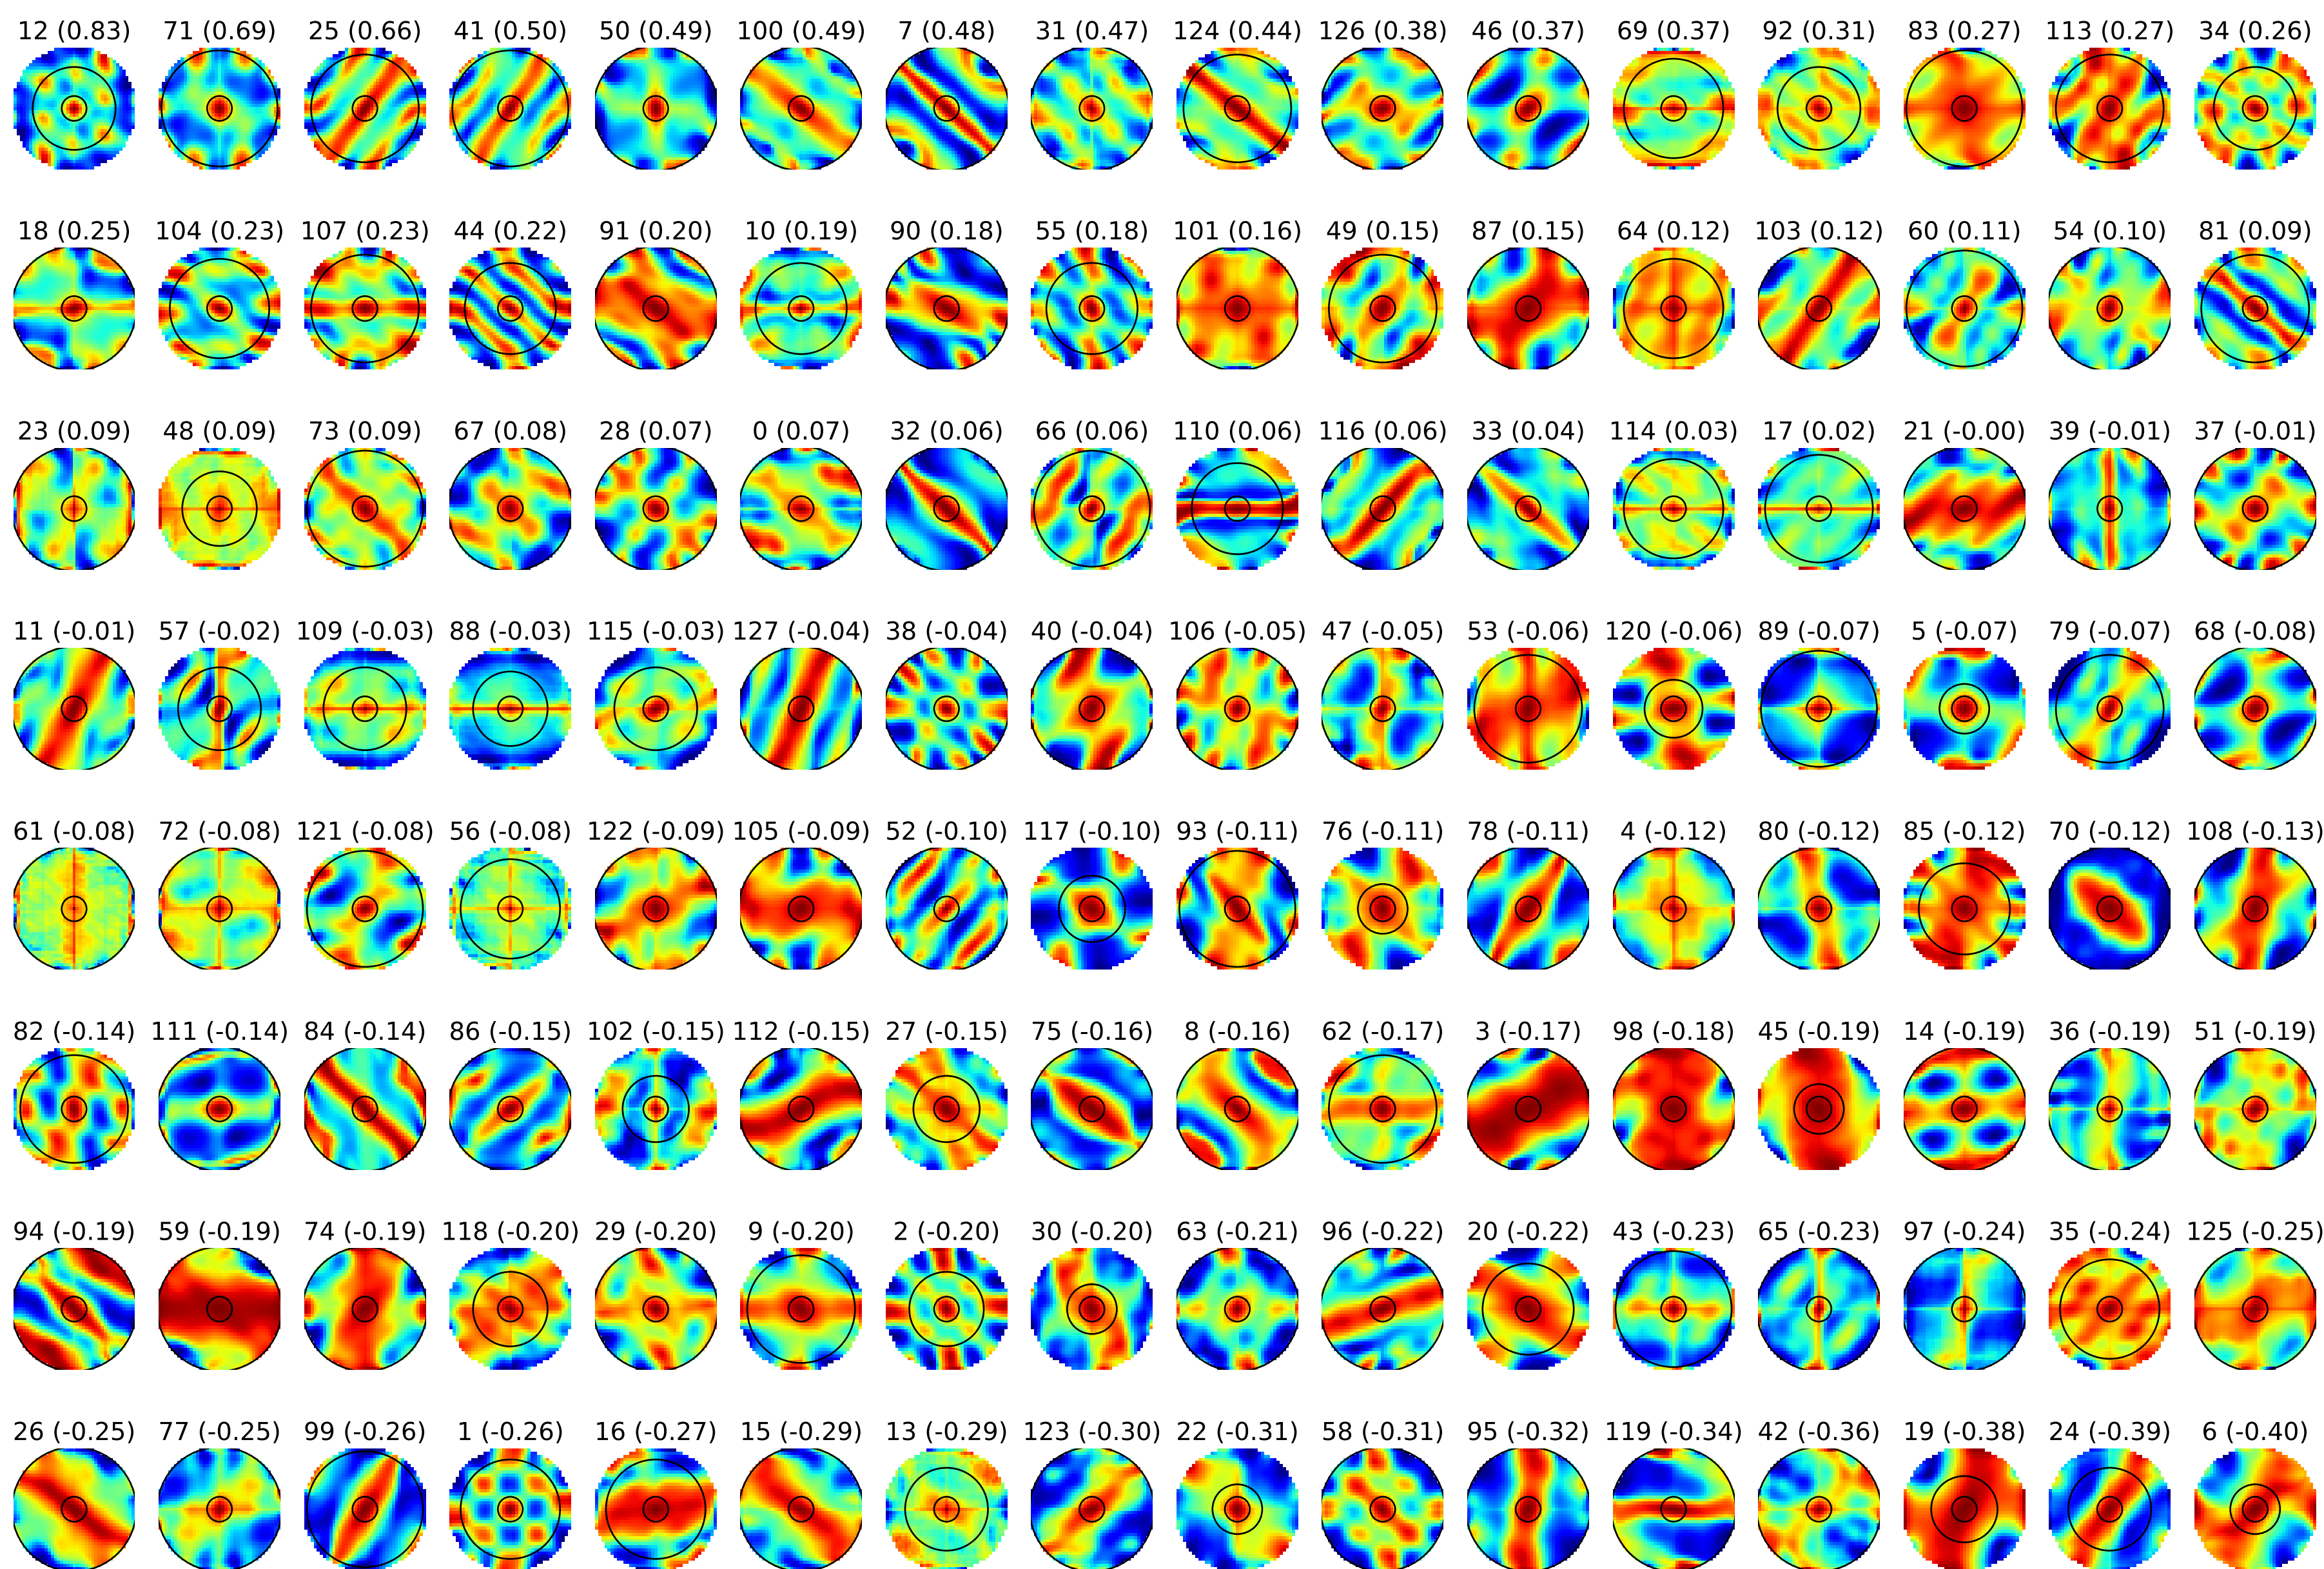 12 (0.83) 71 (0.69) 25 (0.66) 41 (0.50) 50 (0.49) 100 (0.49) 7 (0.48) 31 (0.47) 124 (0.44) 126 (0.38) 46 (0.37) 69 (0.37) 92 (0.31) 83 (0.27) 113 (0.27) 34 (0.26)
18 (0.25) 104 (0.23) 107 (0.23) 44 (0.22) 91 (0.20) 10 (0.19) 90 (0.18) 55 (0.18) 101 (0.16) 49 (0.15) 87 (0.15) 64 (0.12) 103 (0.12) 60 (0.11) 54 (0.10) 81 (0.09)
23 (0.09) 48 (0.09) 73 (0.09) 67 (0.08) 28 (0.07) 0 (0.07) 32 (0.06) 66 (0.06) 110 (0.06) 116 (0.06) 33 (0.04) 114 (0.03) 17 (0.02) 21 (-0.00) 39 (-0.01) 37 (-0.01)
11 (-0.01) 57 (-0.02) 109 (-0.03) 88 (-0.03) 115 (-0.03) 127 (-0.04) 38 (-0.04) 40 (-0.04) 106 (-0.05) 47 (-0.05) 53 (-0.06) 120 (-0.06) 89 (-0.07) 5 (-0.07) 79 (-0.07) 68 (-0.08)
61 (-0.08) 72 (-0.08) 121 (-0.08) 56 (-0.08) 122 (-0.09) 105 (-0.09) 52 (-0.10) 117 (-0.10) 93 (-0.11) 76 (-0.11) 78 (-0.11) 4 (-0.12) 80 (-0.12) 85 (-0.12) 70 (-0.12) 108 (-0.13)
82 (-0.14) 111 (-0.14) 84 (-0.14) 86 (-0.15) 102 (-0.15) 112 (-0.15) 27 (-0.15) 75 (-0.16) 8 (-0.16) 62 (-0.17) 3 (-0.17) 98 (-0.18) 45 (-0.19) 14 (-0.19) 36 (-0.19) 51 (-0.19)
94 (-0.19) 59 (-0.19) 74 (-0.19) 118 (-0.20) 29 (-0.20) 9 (-0.20) 2 (-0.20) 30 (-0.20) 63 (-0.21) 96 (-0.22) 20 (-0.22) 43 (-0.23) 65 (-0.23) 97 (-0.24) 35 (-0.24) 125 (-0.25)
26 (-0.25) 77 (-0.25) 99 (-0.26) 1 (-0.26) 16 (-0.27) 15 (-0.29) 13 (-0.29) 123 (-0.30) 22 (-0.31) 58 (-0.31) 95 (-0.32) 119 (-0.34) 42 (-0.36) 19 (-0.38) 24 (-0.39) 6 (-0.40)